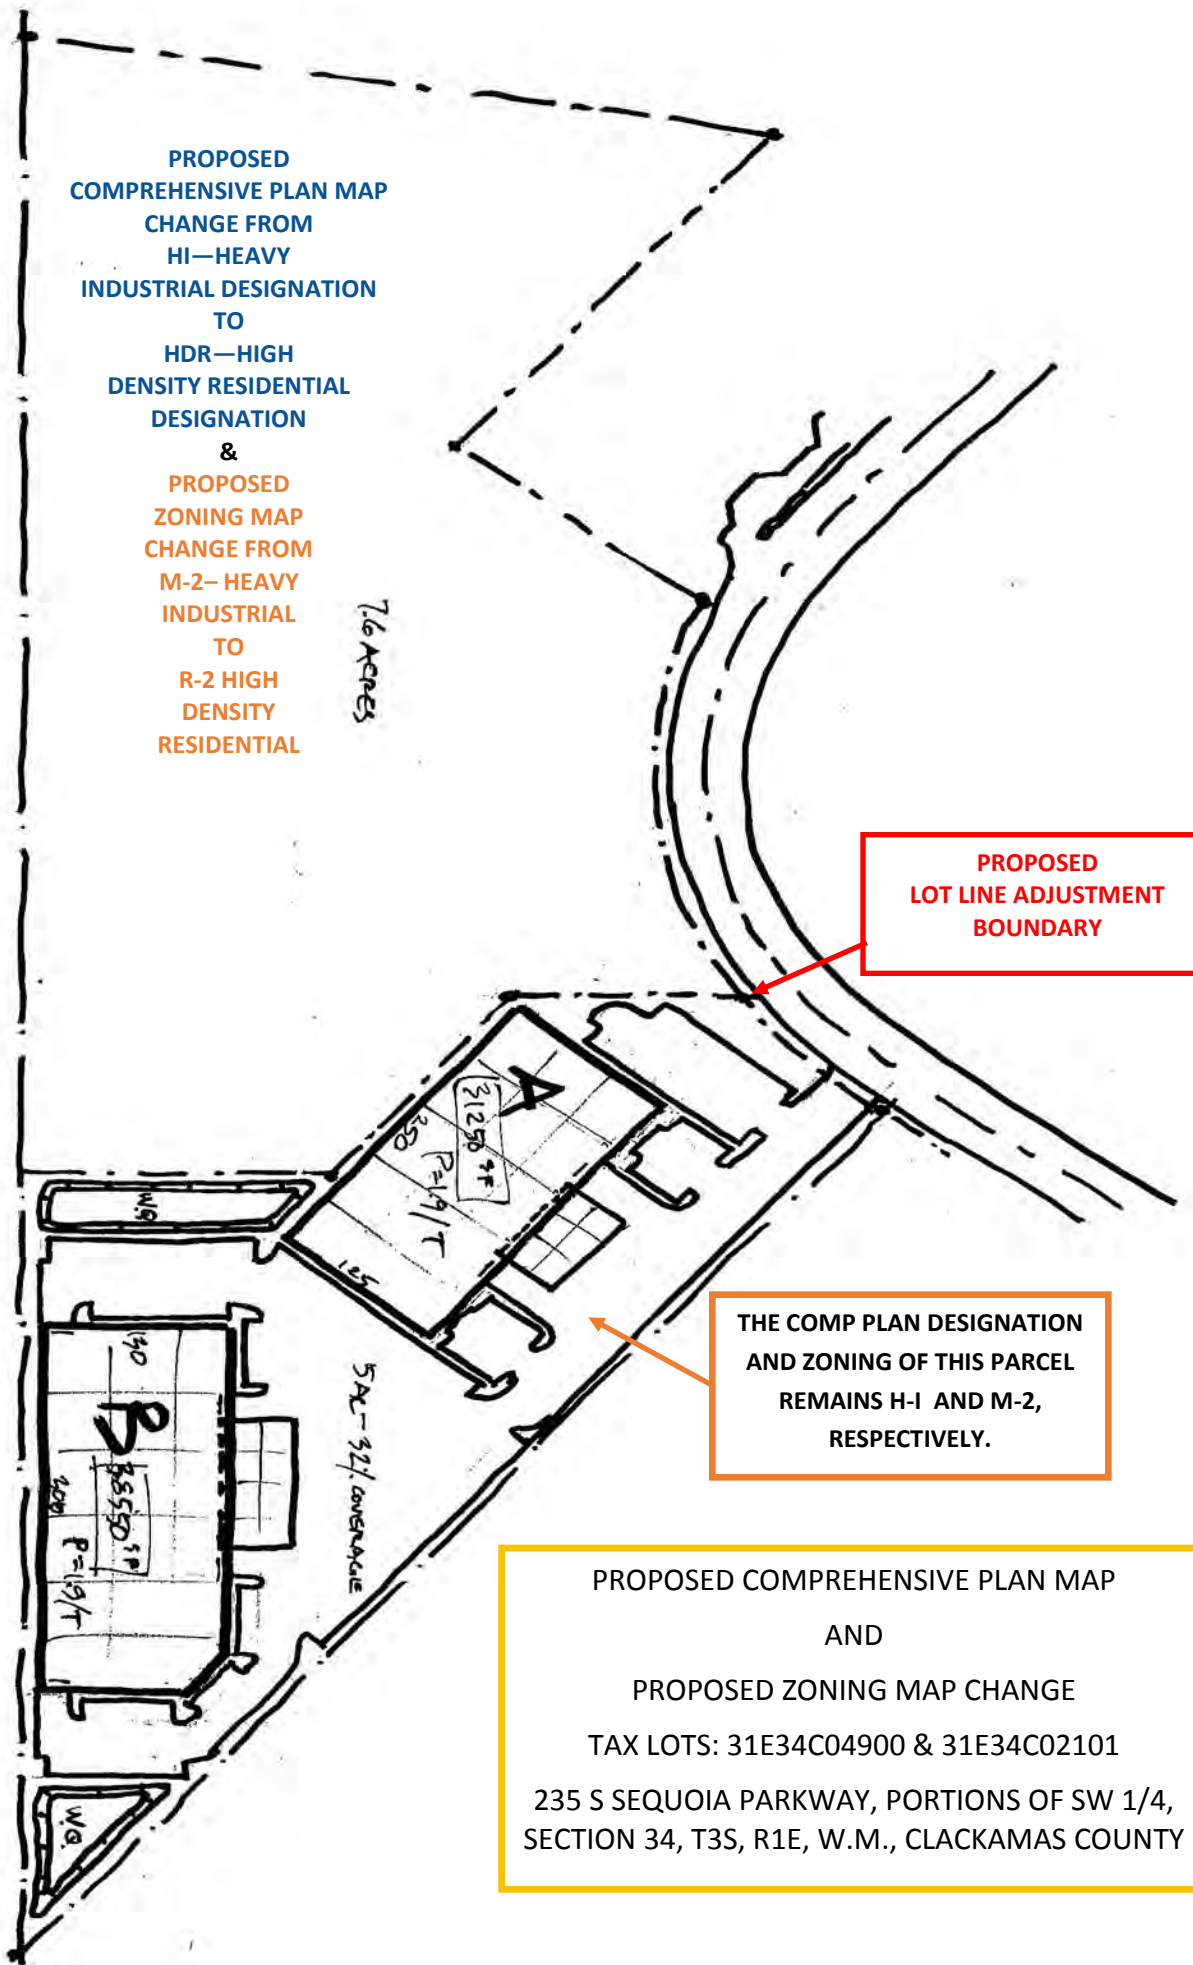 PROPOSED
COMPREHENSIVE PLAN MAP
CHANGE FROM
HI—HEAVY
INDUSTRIAL DESIGNATION
TO
HDR—HIGH
DENSITY RESIDENTIAL
DESIGNATION
&
PROPOSED
ZONING MAP
CHANGE FROM
M-2– HEAVY
INDUSTRIAL
TO
R-2 HIGH
DENSITY
RESIDENTIAL
7.6 ACRES
PROPOSED
LOT LINE ADJUSTMENT
BOUNDARY
A
31250 SF
P=1.9/T
250
125
W.Q
THE COMP PLAN DESIGNATION
AND ZONING OF THIS PARCEL
REMAINS H-I  AND M-2,
RESPECTIVELY.
130
B
38550 SF
P=1.9/T
300
5 AC - 32% COVERAGE
W.Q
PROPOSED COMPREHENSIVE PLAN MAP
AND
PROPOSED ZONING MAP CHANGE
TAX LOTS: 31E34C04900 & 31E34C02101
235 S SEQUOIA PARKWAY, PORTIONS OF SW 1/4,
SECTION 34, T3S, R1E, W.M., CLACKAMAS COUNTY